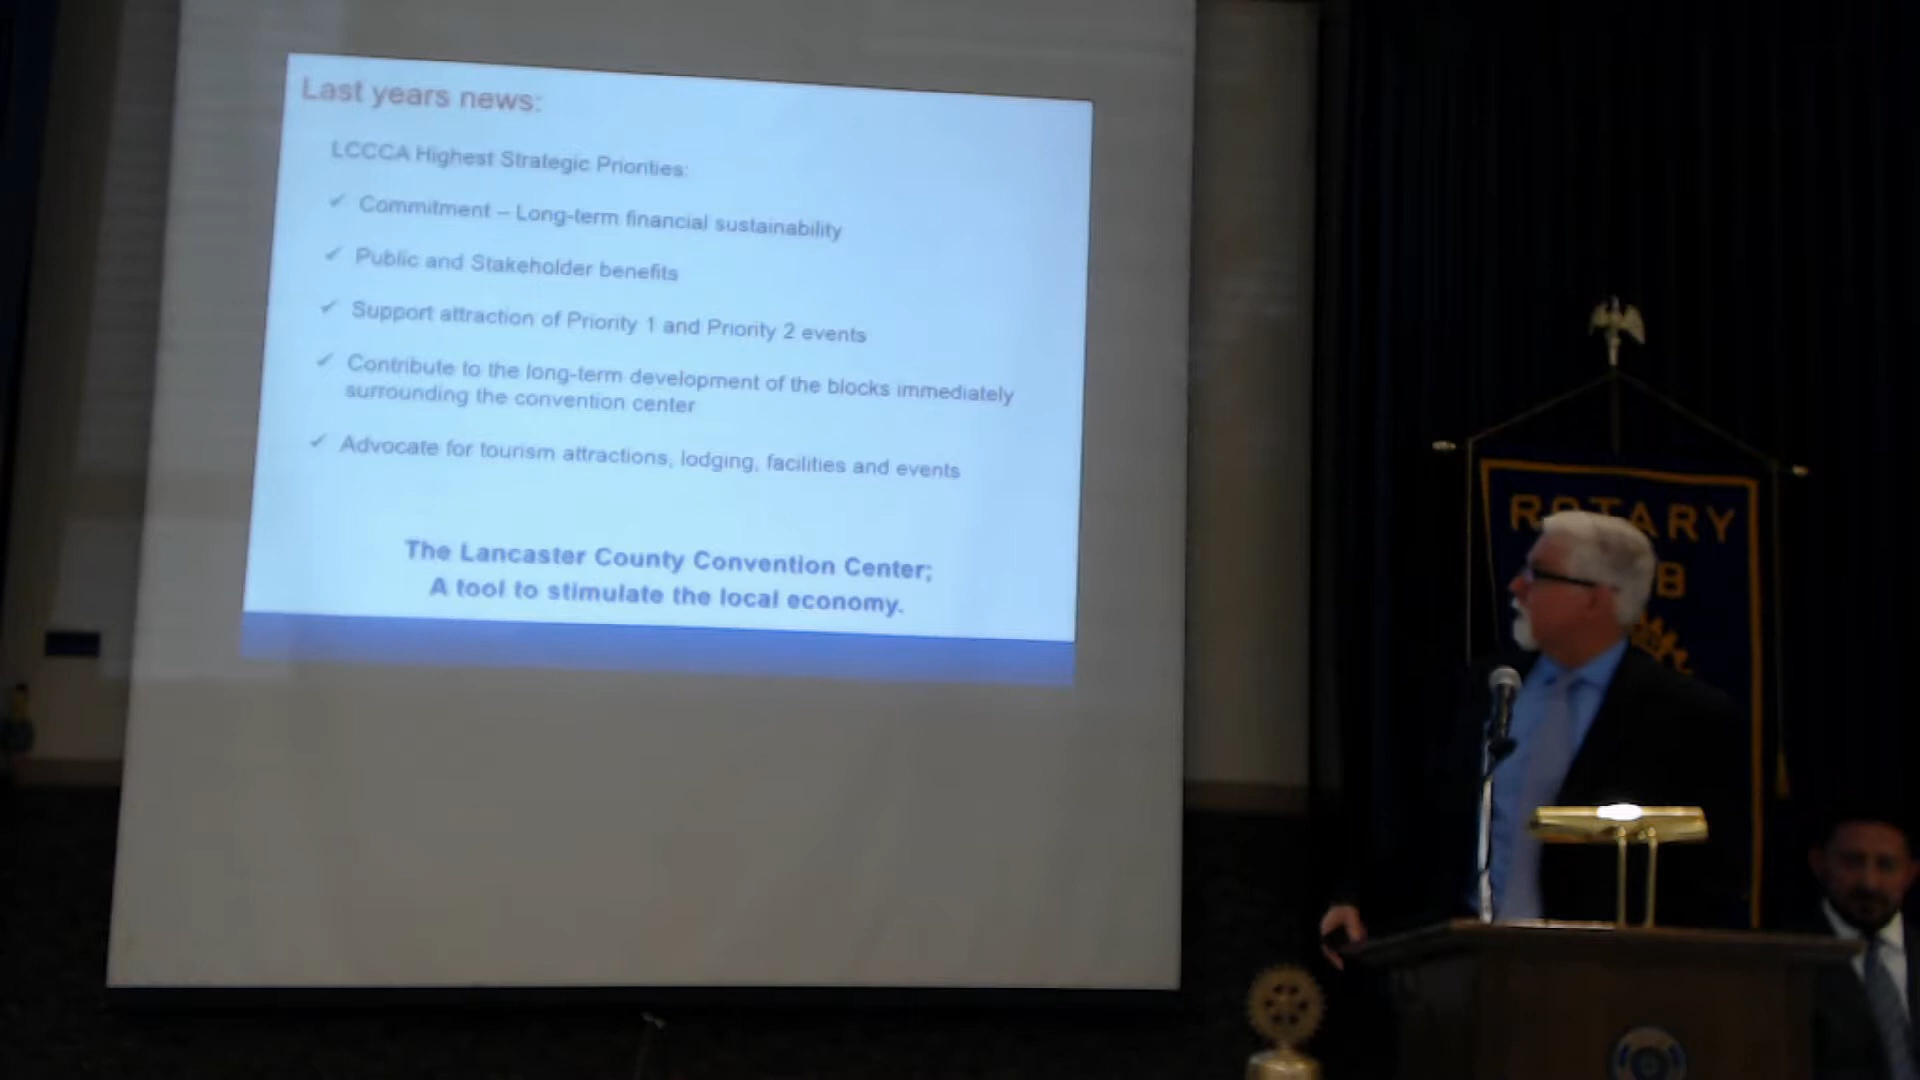 Last years news:
LCCCA Highest Strategic Priorities:
✓ Commitment – Long-term financial sustainability
✓ Public and Stakeholder benefits
✓ Support attraction of Priority 1 and Priority 2 events
✓ Contribute to the long-term development of the blocks immediately
surrounding the convention center
✓ Advocate for tourism attractions, lodging, facilities and events
The Lancaster County Convention Center;
A tool to stimulate the local economy.
ROTARY